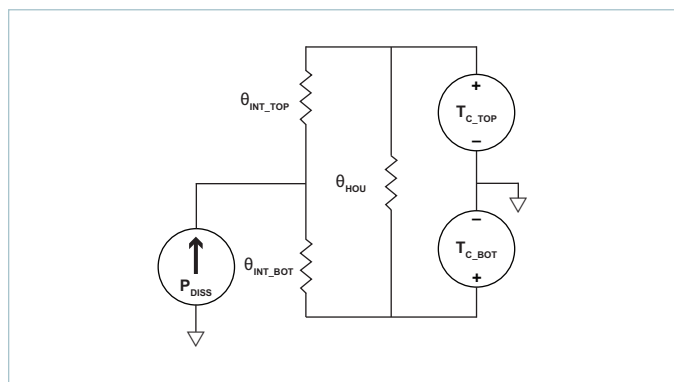 θINT_TOP
+
TC_TOP
–
θHOU
–
TC_BOT
+
θINT_BOT
PDISS